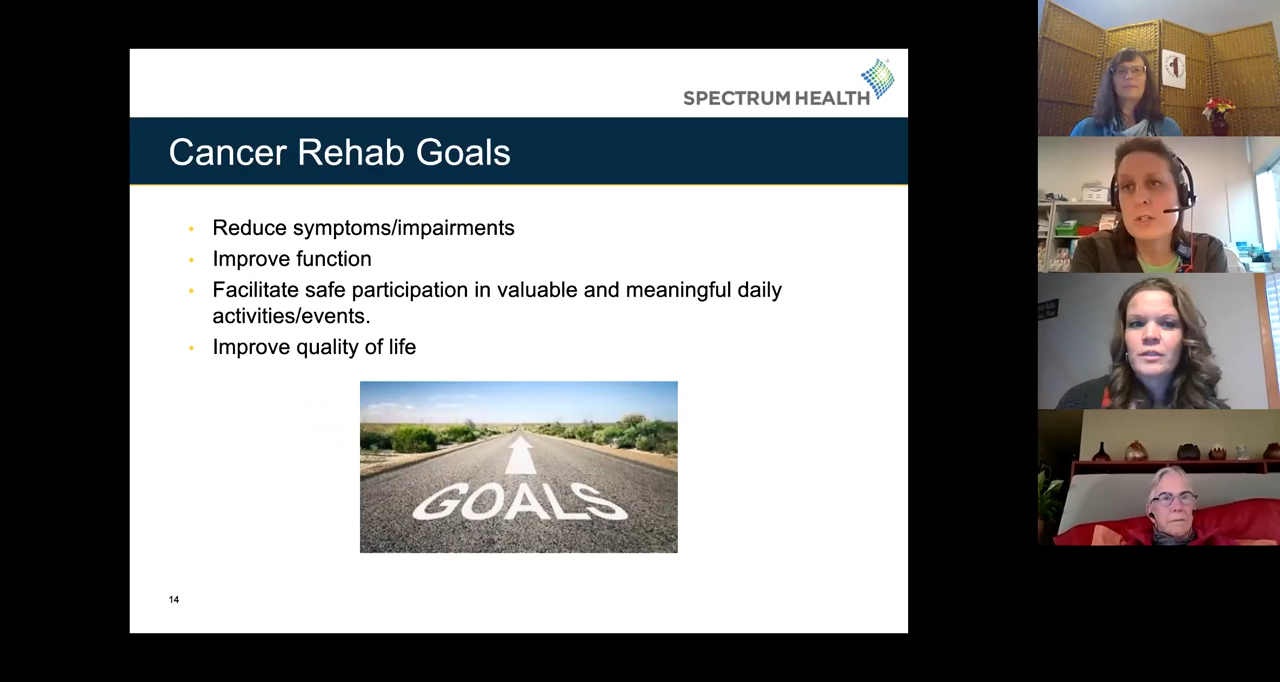 SPECTRUM HEALTH
Cancer Rehab Goals
• Reduce symptoms/impairments
• Improve function
• Facilitate safe participation in valuable and meaningful daily
activities/events.
• Improve quality of life
GOALS
14